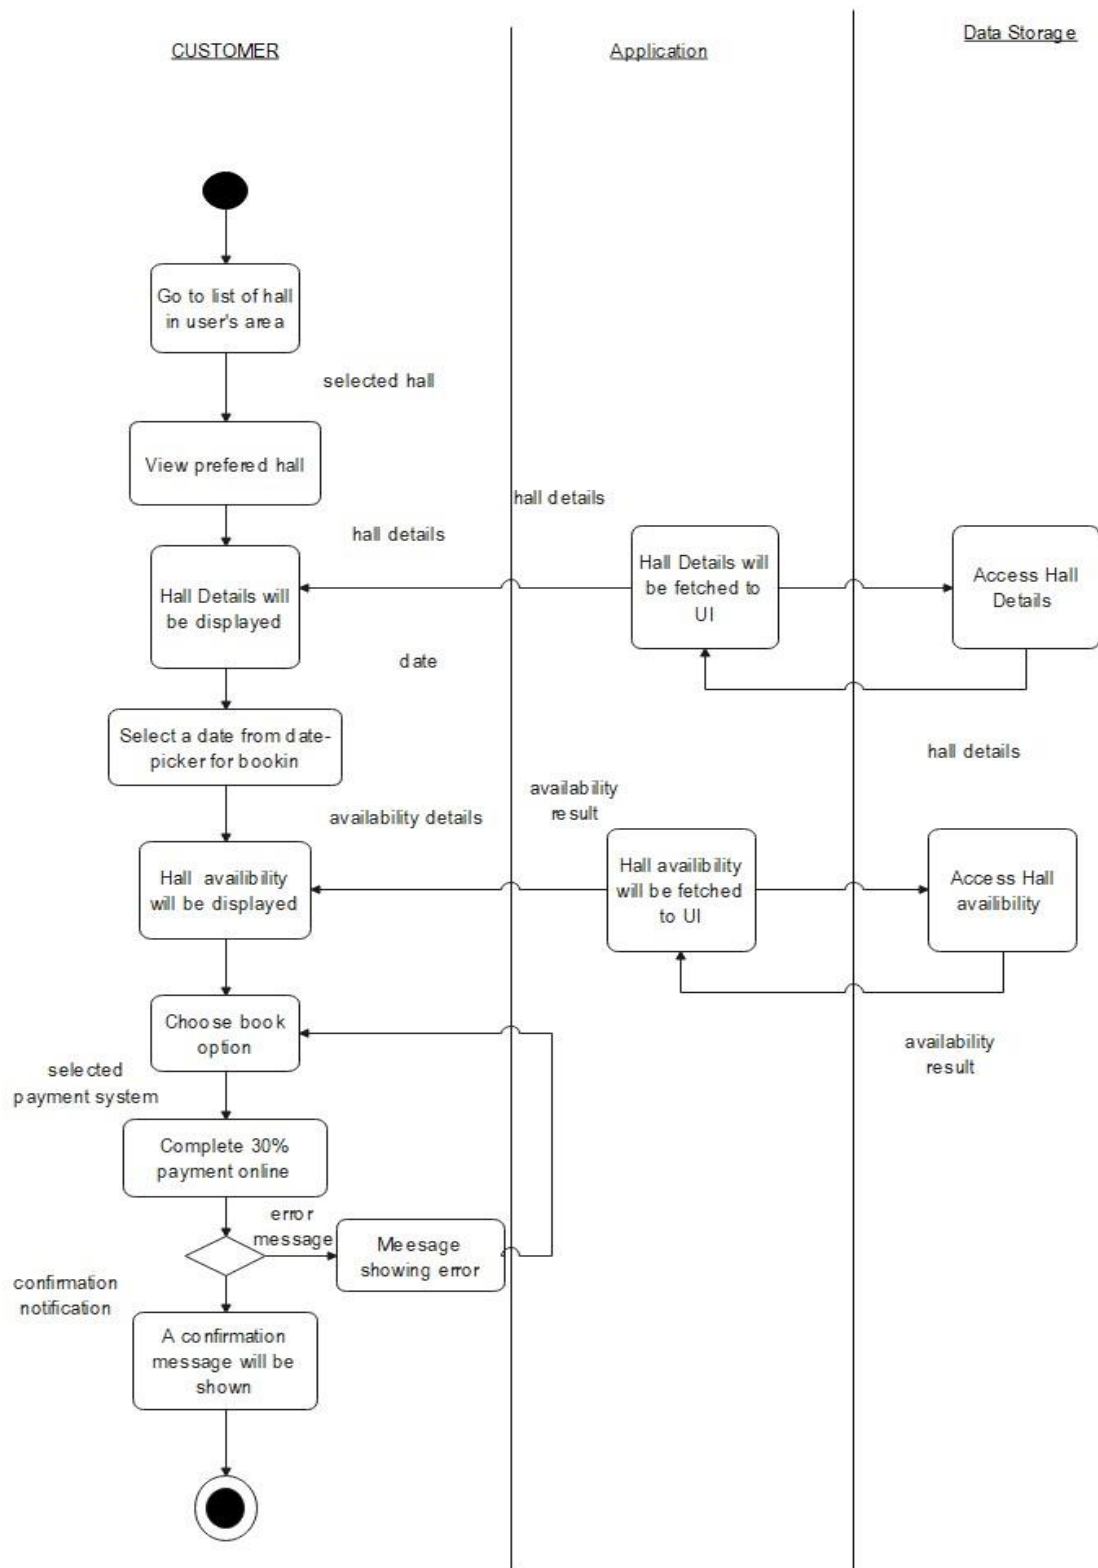 CUSTOMER
Application
Data Storage
Go to list of hall
in user's area
selected hall
View prefered hall
hall details
hall details
Hall Details will
be displayed
Hall Details will
be fetched to
UI
Access Hall
Details
date
Select a date from date-
picker for bookin
hall details
availability details
availability
result
Hall availibility
will be displayed
Hall availibility
will be fetched
to UI
Access Hall
availibility
Choose book
option
availability
result
selected
payment system
Complete 30%
payment online
error
message
Meesage
showing error
confirmation
notification
A confirmation
message will be
shown